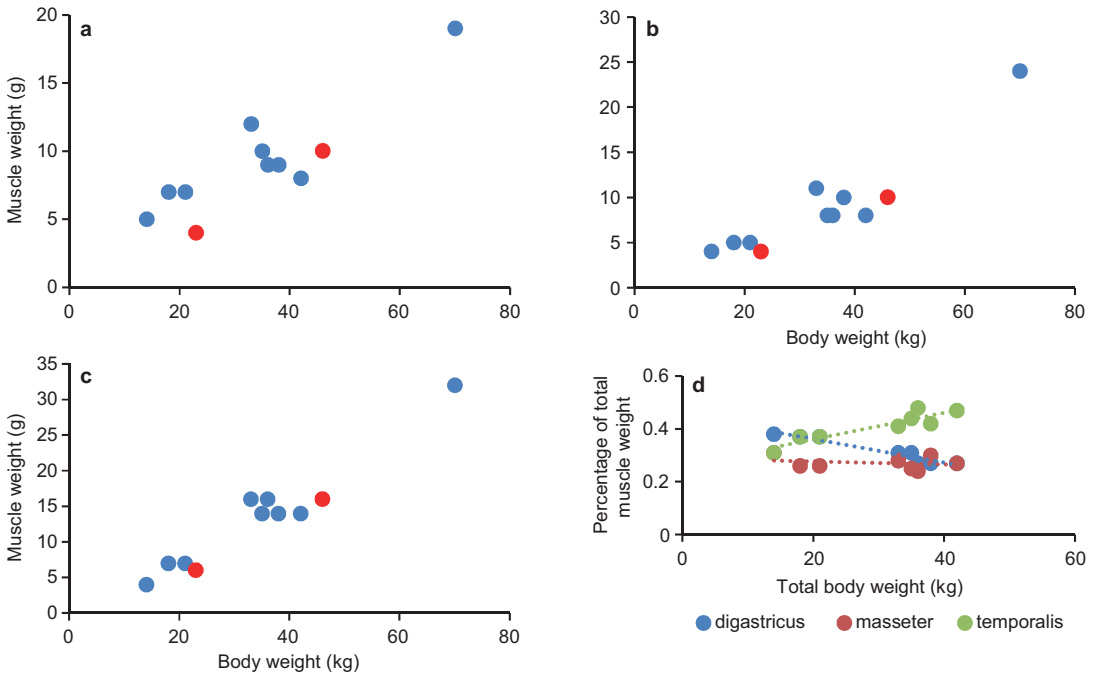 a
Muscle weight (g)
20
15
10
5
0
0 20 40 60 80
b
30
25
20
15
10
5
0
0 20 40 60 80
Body weight (kg)
c
Muscle weight (g)
35
30
25
20
15
10
5
0
0 20 40 60 80
Body weight (kg)
d
Percentage of total
muscle weight
0.6
0.4
0.2
0
0 20 40 60
Total body weight (kg)
digastricus masseter temporalis